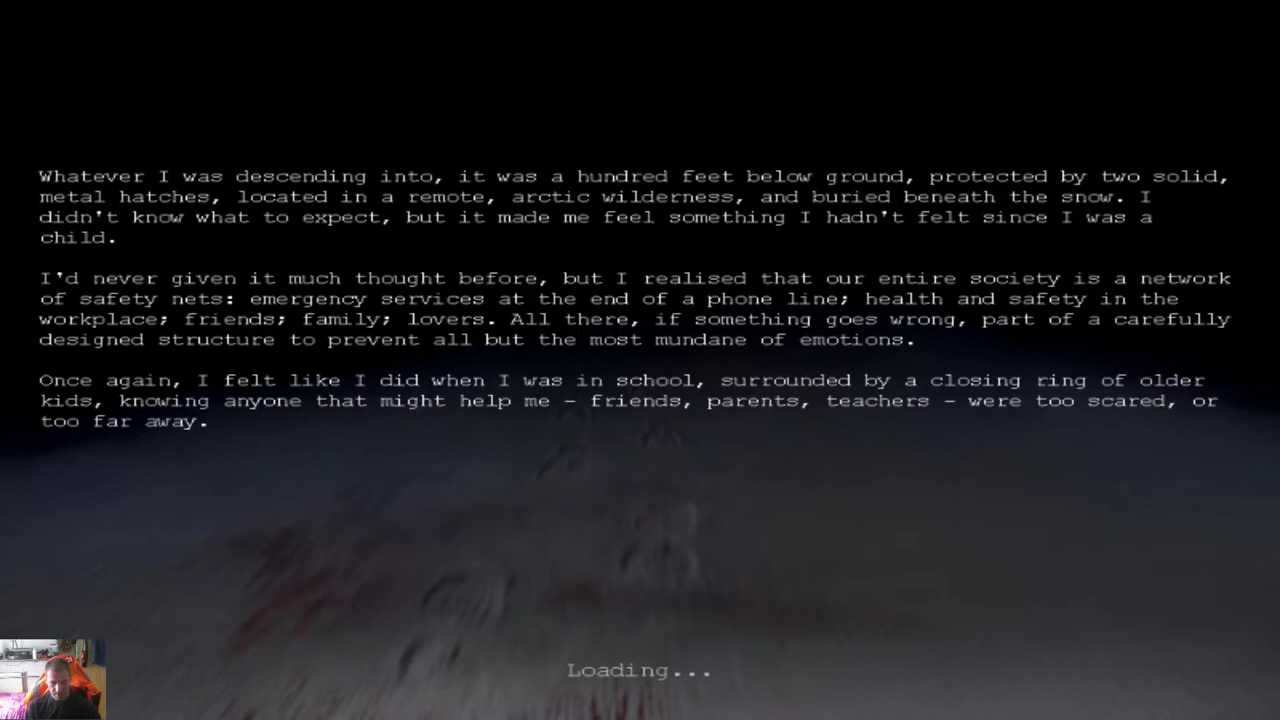 Whatever I was descending into, it was a hundred feet below ground, protected by two solid,
metal hatches, located in a remote, arctic wilderness, and buried beneath the snow. I
didn't know what to expect, but it made me feel something I hadn't felt since I was a
child.
I'd never given it much thought before, but I realised that our entire society is a network
of safety nets: emergency services at the end of a phone line; health and safety in the
workplace; friends; family; lovers. All there, if something goes wrong, part of a carefully
designed structure to prevent all but the most mundane of emotions.
Once again, I felt like I did when I was in school, surrounded by a closing ring of older
kids, knowing anyone that might help me - friends, parents, teachers - were too scared, or
too far away.
Loading...